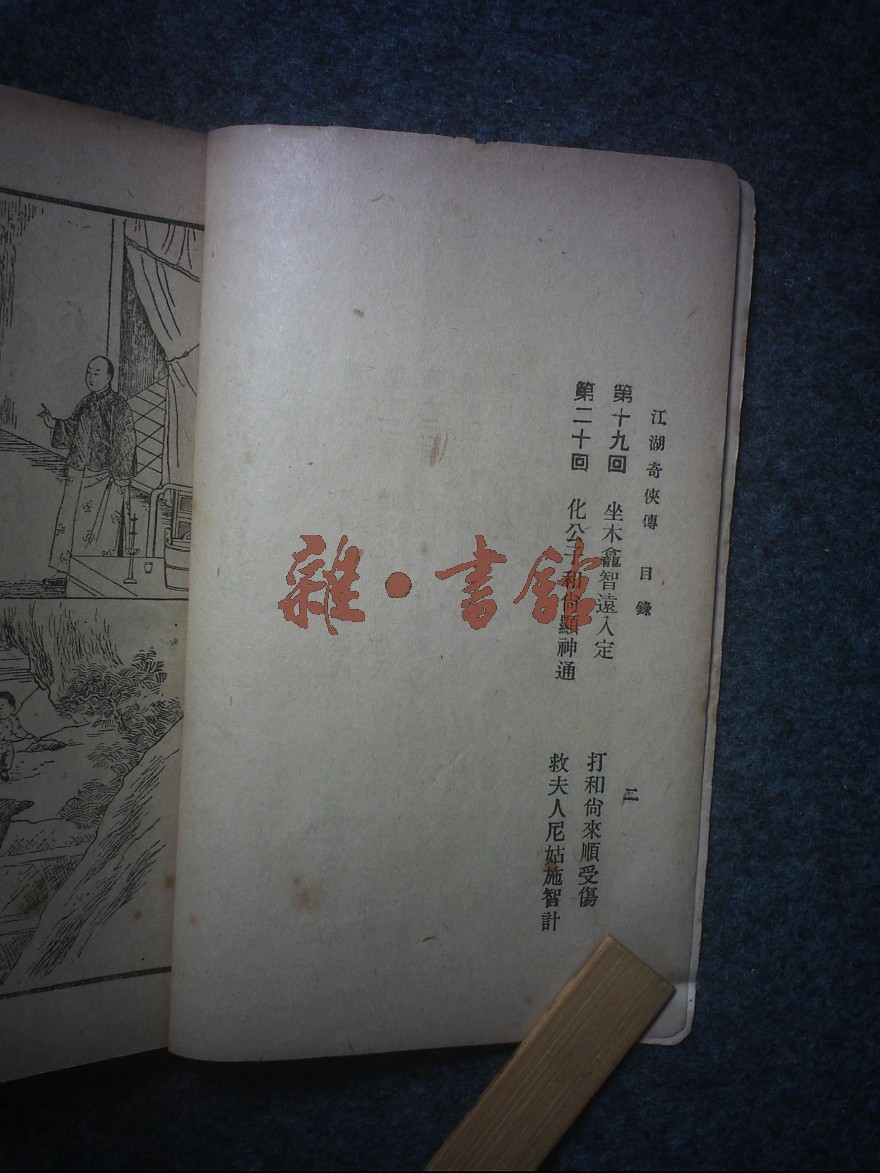 江湖奇俠傳 目錄 二
第十九回 坐木龕智遠入定 打和尙來順受傷
第二十回 化公子和尙顯神通 救夫人尼姑施智計
雜·書館